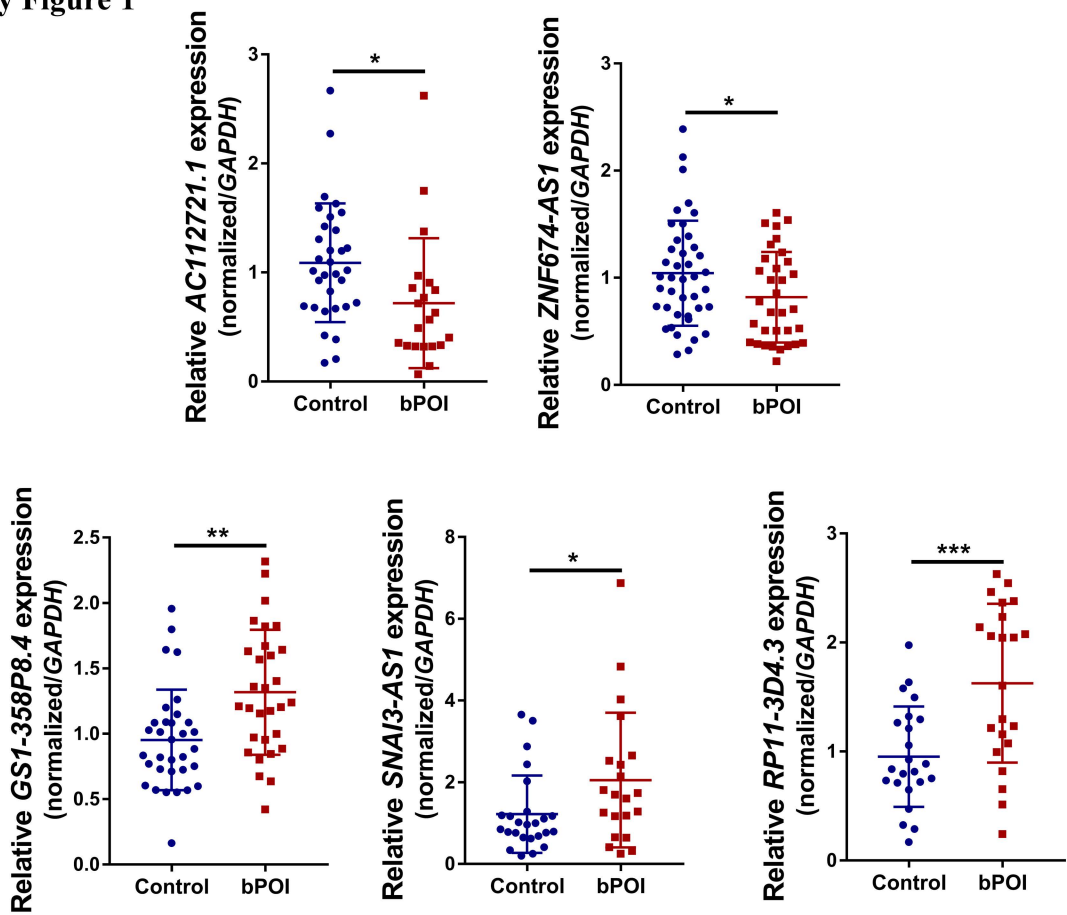 y Figure 1
Relative AC112721.1 expression
(normalized/GAPDH)
3
2
1
0
*
Control bPOI
Relative ZNF674-AS1 expression
(normalized/GAPDH)
3
2
1
0
*
Control bPOI
Relative GS1-358P8.4 expression
(normalized/GAPDH)
2.5
2.0
1.5
1.0
0.5
0.0
**
Control bPOI
Relative SNAI3-AS1 expression
(normalized/GAPDH)
8
6
4
2
0
*
Control bPOI
Relative RP11-3D4.3 expression
(normalized/GAPDH)
3
2
1
0
***
Control bPOI